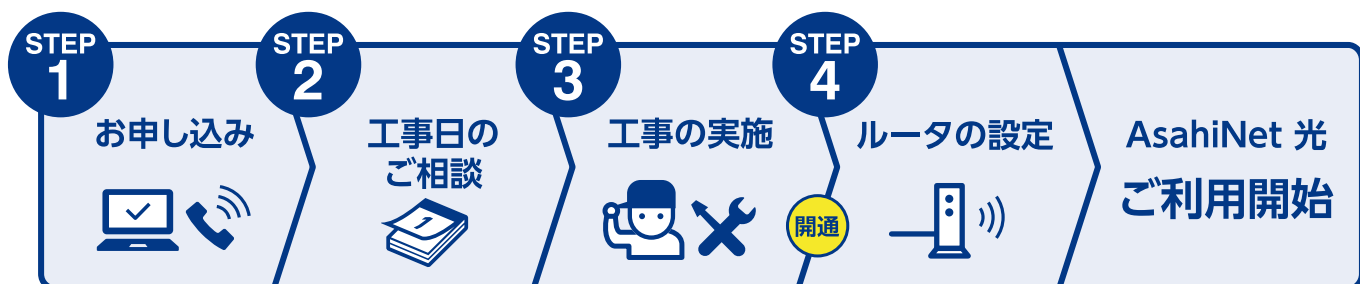 STEP
1
お申し込み
STEP
2
工事日の
ご相談
1
STEP
3
工事の実施
開通
STEP
4
ルータの設定
AsahiNet 光
ご利用開始